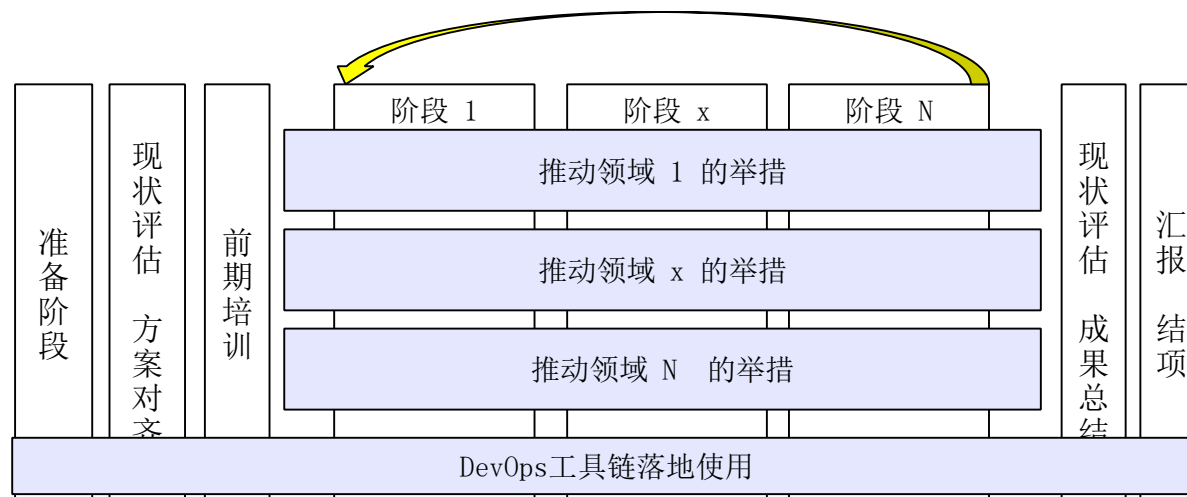 阶段 1
阶段 x
阶段 N
准备阶段
现状评估 方案对齐
前期培训
推动领域 1 的举措
推动领域 x 的举措
推动领域 N 的举措
现状评估 成果总结
汇报 结项
DevOps工具链落地使用